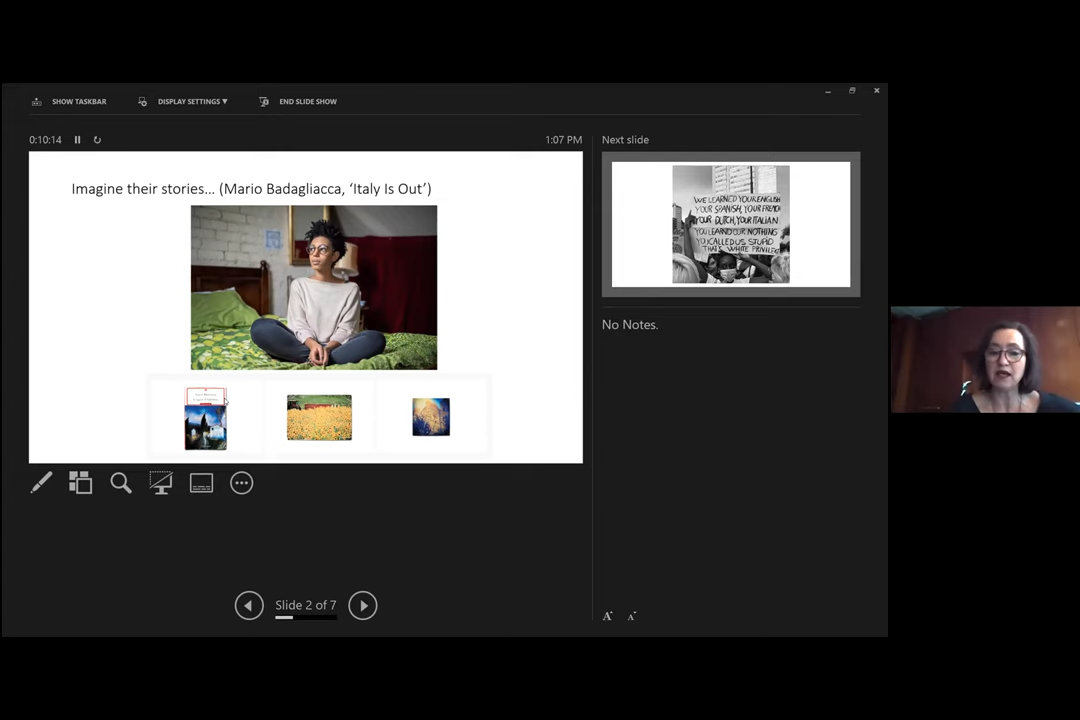 SHOW TASKBAR
DISPLAY SETTINGS ▼
END SLIDE SHOW
0:10:14
1:07 PM
Imagine their stories... (Mario Badagliacca, ‘Italy Is Out’)
Next slide
WE LEARNED YOUR ENGLISH
YOUR SPANISH, YOUR FRENCH
YOUR DUTCH, YOUR ITALIAN
YOU LEARNED OUR NOTHING
YOU CALLED US STUPID
THAT'S WHITE PRIVILEGE
No Notes.
Slide 2 of 7
A
A